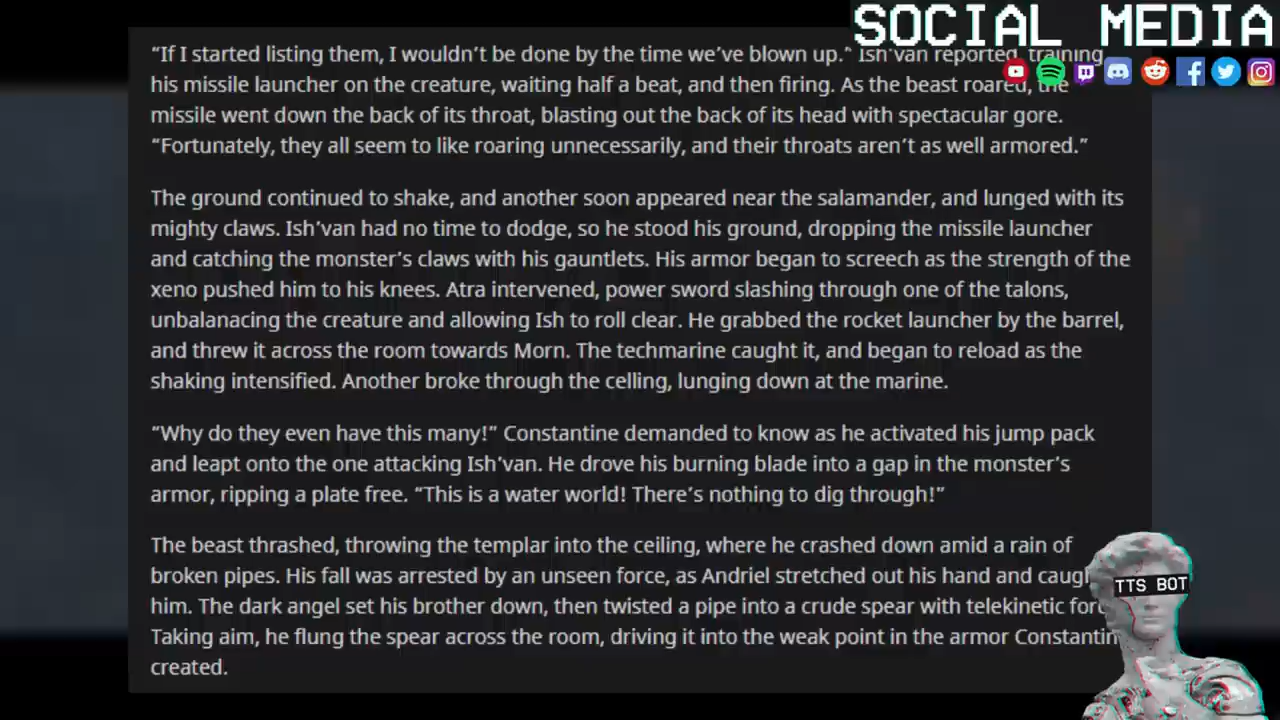 SOCIAL MEDIA
“If I started listing them, I wouldn’t be done by the time we’ve blown up.” Ish’van reported, training
his missile launcher on the creature, waiting half a beat, and then firing. As the beast roared, the
missile went down the back of its throat, blasting out the back of its head with spectacular gore.
“Fortunately, they all seem to like roaring unnecessarily, and their throats aren’t as well armored.”
The ground continued to shake, and another soon appeared near the salamander, and lunged with its
mighty claws. Ish’van had no time to dodge, so he stood his ground, dropping the missile launcher
and catching the monster’s claws with his gauntlets. His armor began to screech as the strength of the
xeno pushed him to his knees. Atra intervened, power sword slashing through one of the talons,
unbalanacing the creature and allowing Ish to roll clear. He grabbed the rocket launcher by the barrel,
and threw it across the room towards Morn. The techmarine caught it, and began to reload as the
shaking intensified. Another broke through the celling, lunging down at the marine.
“Why do they even have this many!” Constantine demanded to know as he activated his jump pack
and leapt onto the one attacking Ish’van. He drove his burning blade into a gap in the monster’s
armor, ripping a plate free. “This is a water world! There’s nothing to dig through!”
The beast thrashed, throwing the templar into the ceiling, where he crashed down amid a rain of
broken pipes. His fall was arrested by an unseen force, as Andriel stretched out his hand and caug
him. The dark angel set his brother down, then twisted a pipe into a crude spear with telekinetic for
Taking aim, he flung the spear across the room, driving it into the weak point in the armor Constantin
created.
TTS BOT